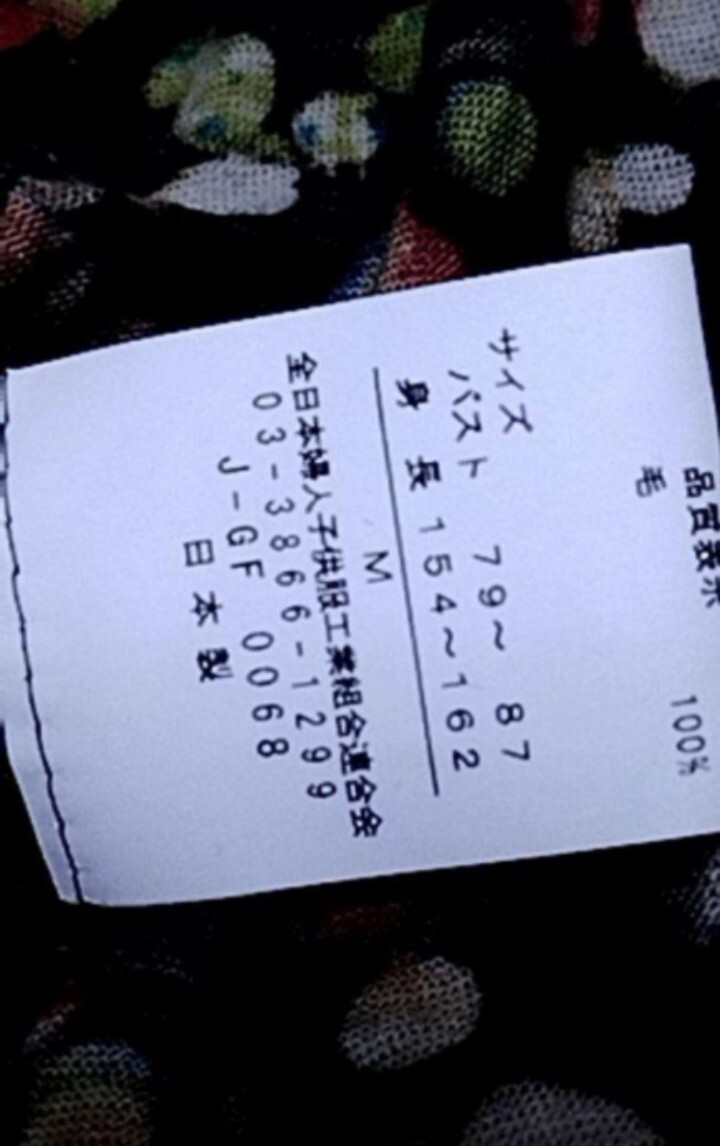 品質表示
毛 100%
サイズ
バスト 79～ 87
身長 154～162
M
全日本婦人子供服工業組合連合会
03-3866-1299
J-GF 0068
日本製